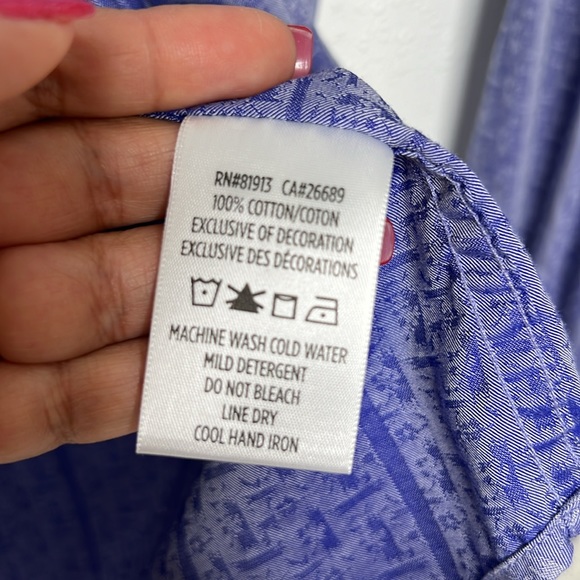 RN#81913 CA#26689
100% COTTON/COTON
EXCLUSIVE OF DECORATION
EXCLUSIVE DES DÉCORATIONS
MACHINE WASH COLD WATER
MILD DETERGENT
DO NOT BLEACH
LINE DRY
COOL HAND IRON